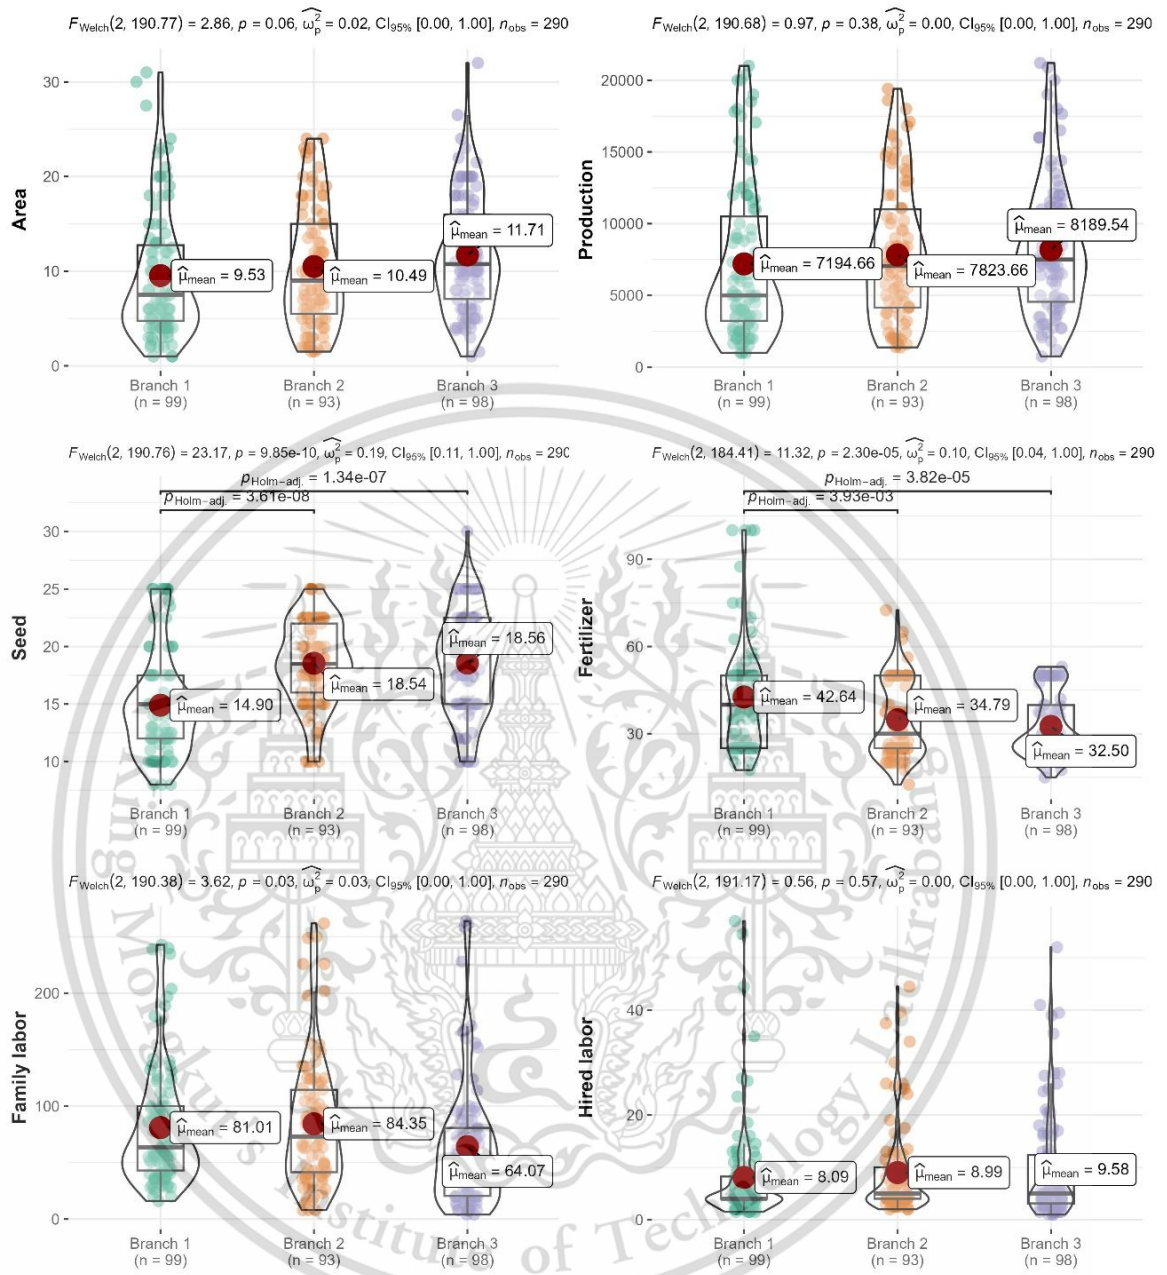 F_Welch(2, 190.77) = 2.86, p = 0.06, ω̂²_p = 0.02, CI_95% [0.00, 1.00], n_obs = 290
Area
30
20
10
0
μ̂_mean = 9.53
μ̂_mean = 10.49
μ̂_mean = 11.71
Branch 1
(n = 99)
Branch 2
(n = 93)
Branch 3
(n = 98)
F_Welch(2, 190.68) = 0.97, p = 0.38, ω̂²_p = 0.00, CI_95% [0.00, 1.00], n_obs = 290
Production
20000
15000
10000
5000
0
μ̂_mean = 7194.66
μ̂_mean = 7823.66
μ̂_mean = 8189.54
Branch 1
(n = 99)
Branch 2
(n = 93)
Branch 3
(n = 98)
F_Welch(2, 190.76) = 23.17, p = 9.85e-10, ω̂²_p = 0.19, CI_95% [0.11, 1.00], n_obs = 290
p_Holm-adj. = 1.34e-07
p_Holm-adj. = 3.61e-08
Seed
30
25
20
15
10
μ̂_mean = 14.90
μ̂_mean = 18.54
μ̂_mean = 18.56
Branch 1
(n = 99)
Branch 2
(n = 93)
Branch 3
(n = 98)
F_Welch(2, 184.41) = 11.32, p = 2.30e-05, ω̂²_p = 0.10, CI_95% [0.04, 1.00], n_obs = 290
p_Holm-adj. = 3.82e-05
p_Holm-adj. = 3.93e-03
Fertilizer
90
60
30
μ̂_mean = 42.64
μ̂_mean = 34.79
μ̂_mean = 32.50
Branch 1
(n = 99)
Branch 2
(n = 93)
Branch 3
(n = 98)
F_Welch(2, 190.38) = 3.62, p = 0.03, ω̂²_p = 0.03, CI_95% [0.00, 1.00], n_obs = 290
Family labor
200
100
0
μ̂_mean = 81.01
μ̂_mean = 84.35
μ̂_mean = 64.07
Branch 1
(n = 99)
Branch 2
(n = 93)
Branch 3
(n = 98)
F_Welch(2, 191.17) = 0.56, p = 0.57, ω̂²_p = 0.00, CI_95% [0.00, 1.00], n_obs = 290
Hired labor
40
20
0
μ̂_mean = 8.09
μ̂_mean = 8.99
μ̂_mean = 9.58
Branch 1
(n = 99)
Branch 2
(n = 93)
Branch 3
(n = 98)
King Mongkut's Institute of Technology Ladkrabang